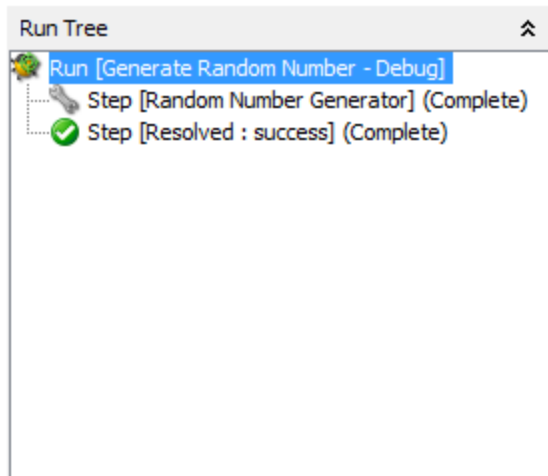 Run Tree
Run [Generate Random Number - Debug]
Step [Random Number Generator] (Complete)
Step [Resolved : success] (Complete)